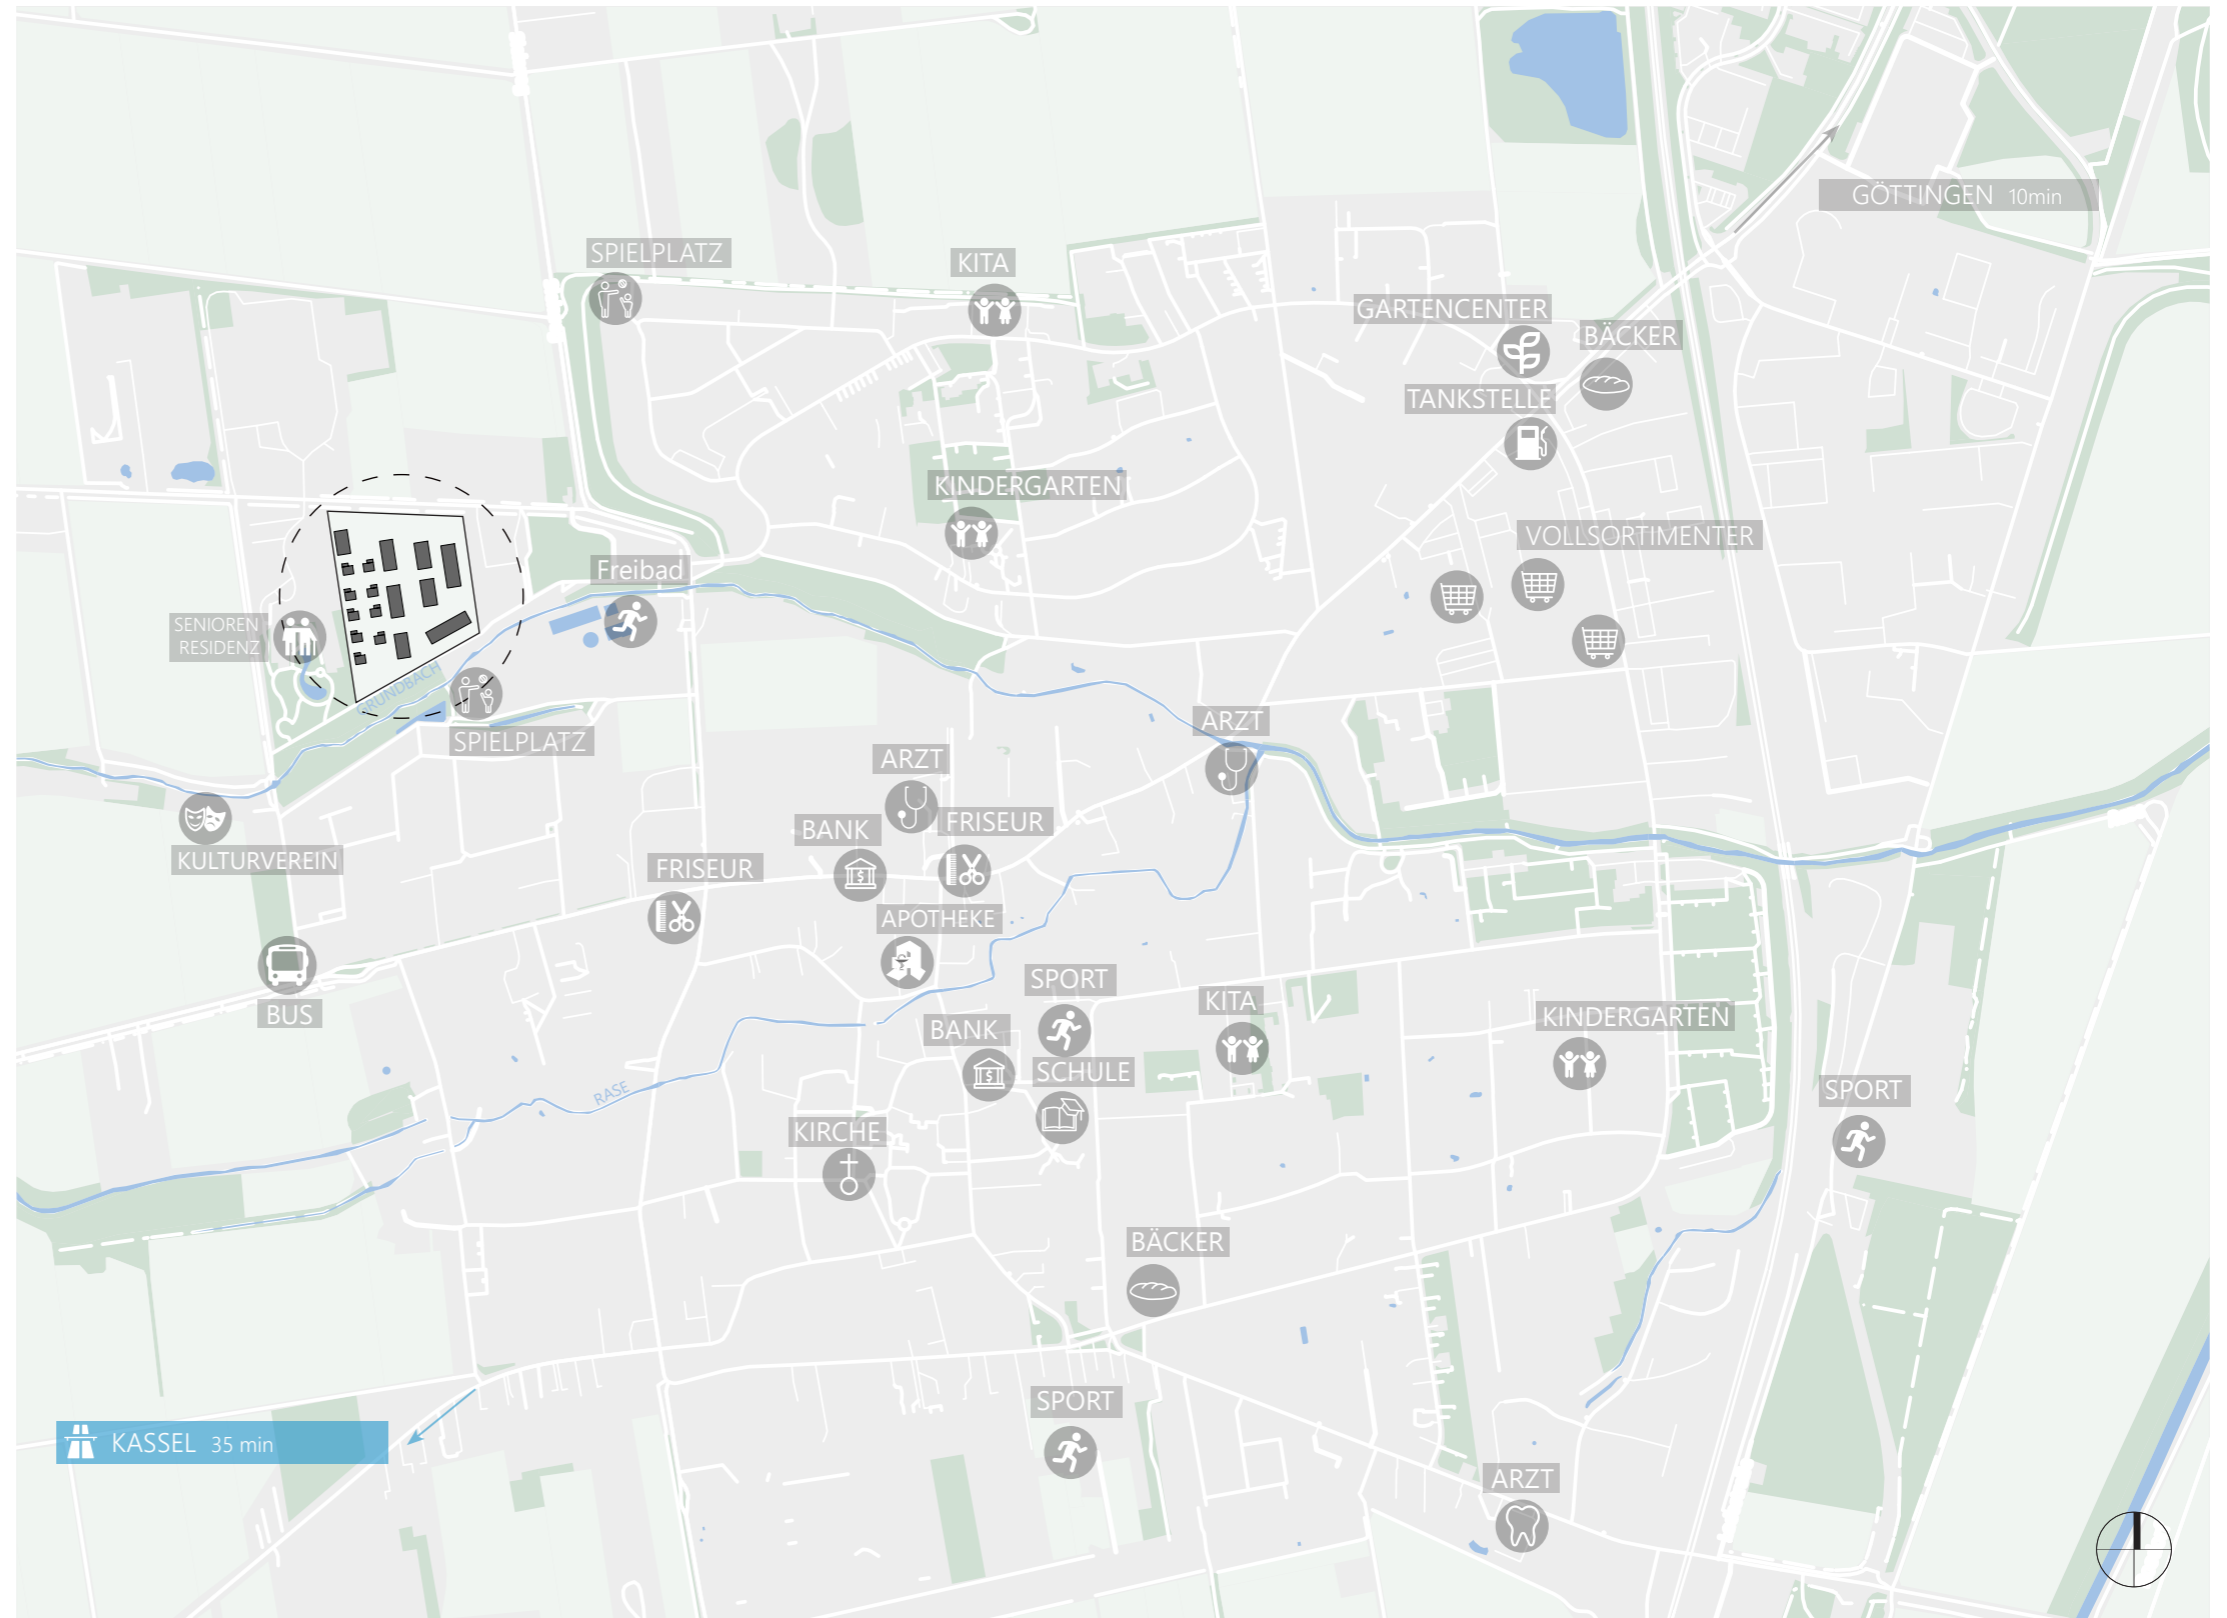 GÖTTINGEN 10min
SPIELPLATZ
KITA
GARTENCENTER
BÄCKER
TANKSTELLE
KINDERGARTEN
VOLLSORTIMENTER
Freibad
SENIOREN
RESIDENZ
GRUNDBACH
SPIELPLATZ
ARZT
ARZT
FRISEUR
BANK
KULTURVEREIN
FRISEUR
APOTHEKE
SPORT
KITA
BUS
BANK
KINDERGARTEN
SCHULE
RASE
SPORT
KIRCHE
BÄCKER
SPORT
KASSEL 35 min
ARZT